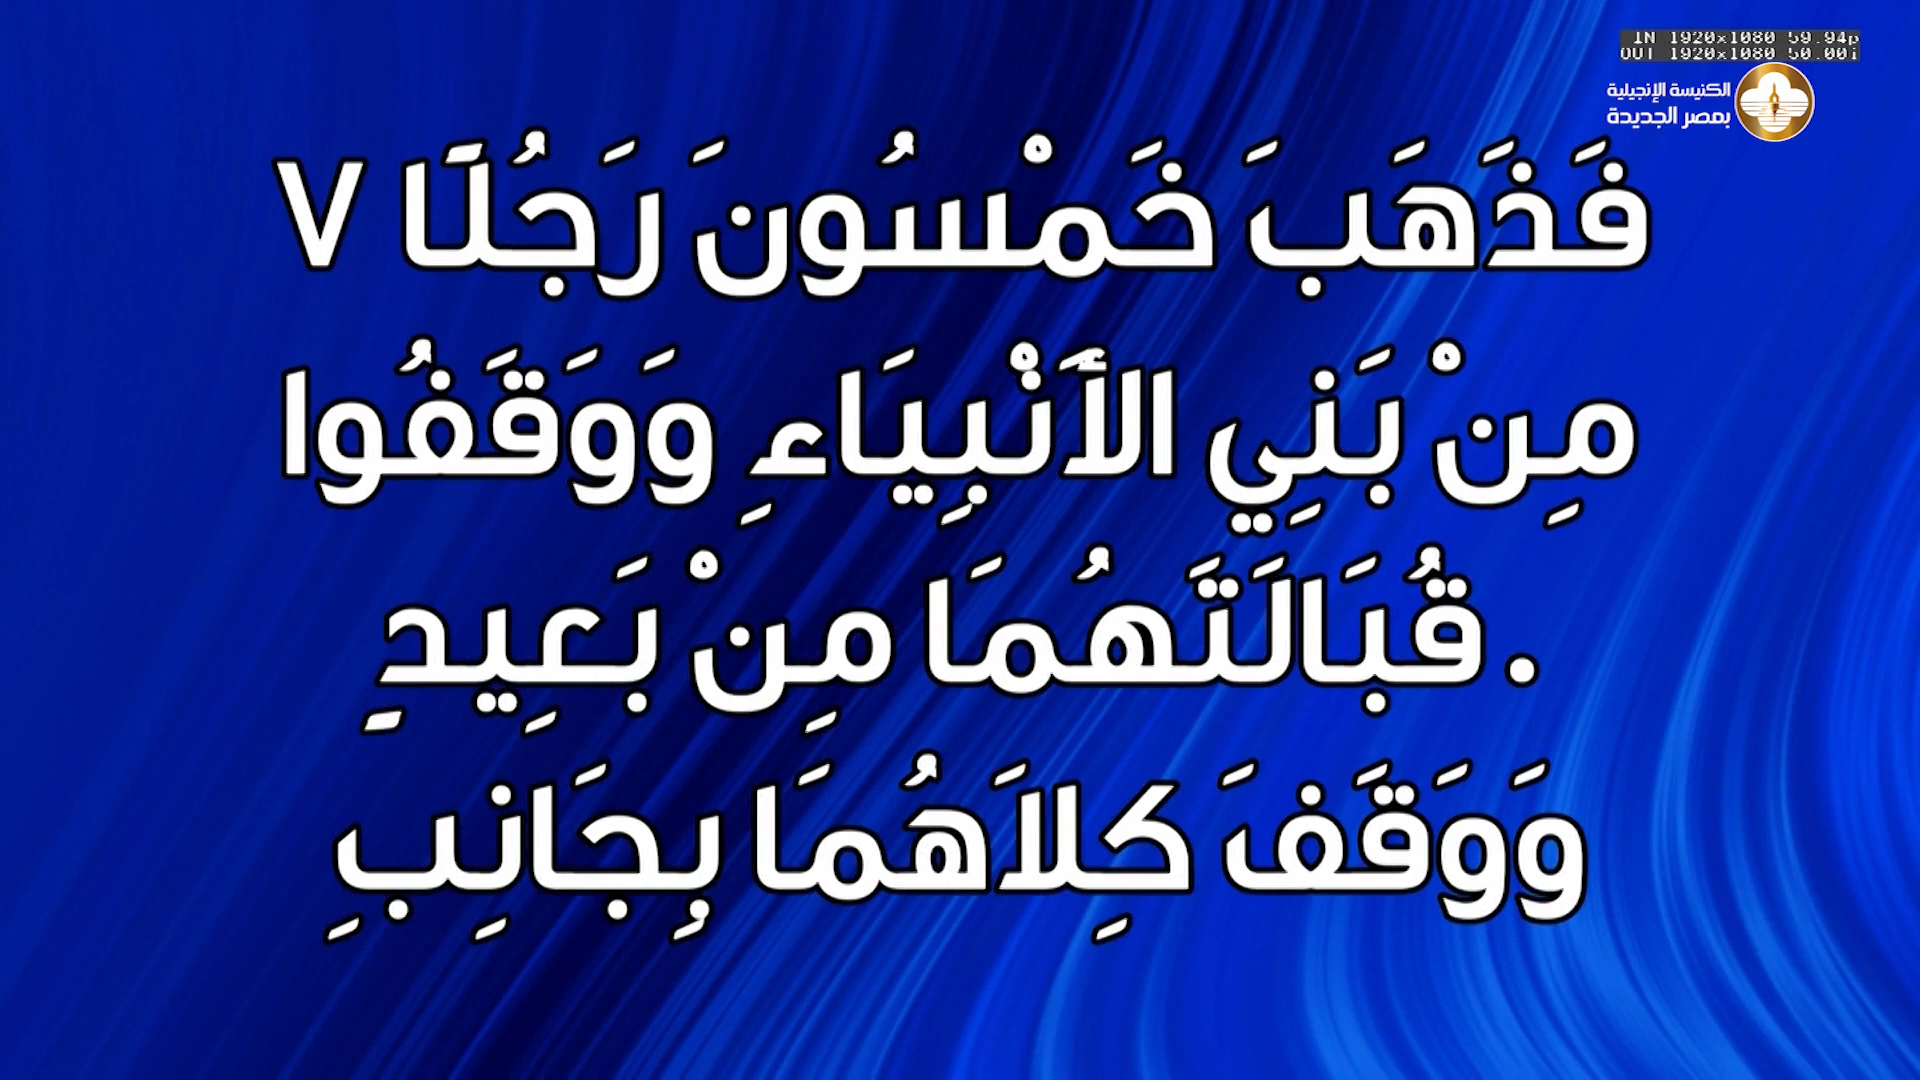 IN 1920x1080 59.94p
OUT 1920x1080 50.00i
الكنيسة الإنجيلية
بمصر الجديدة
فَذَهَبَ خَمْسُونَ رَجُلًا ٧
مِنْ بَنِي الأَنْبِيَاءِ وَوَقَفُوا
. قُبَالَتَهُمَا مِنْ بَعِيدٍ
وَوَقَفَ كِلاَهُمَا بِجَانِبِ